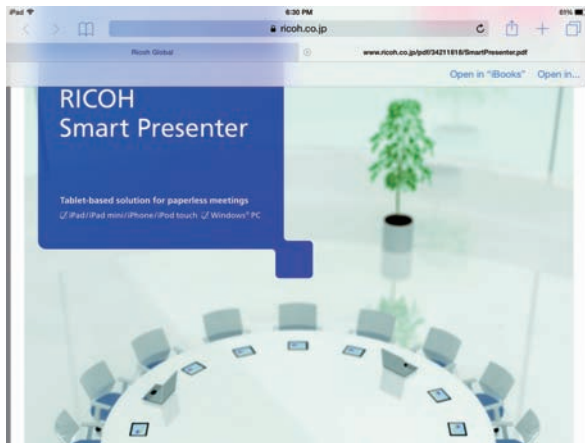 iPad 6:30 PM 61%
ricoh.co.jp
Ricoh Global www.ricoh.co.jp/pdf/34211818/SmartPresenter.pdf
Open in "iBooks" Open in...
RICOH
Smart Presenter
Tablet-based solution for paperless meetings
iPad/iPad mini/iPhone/iPod touch Windows® PC